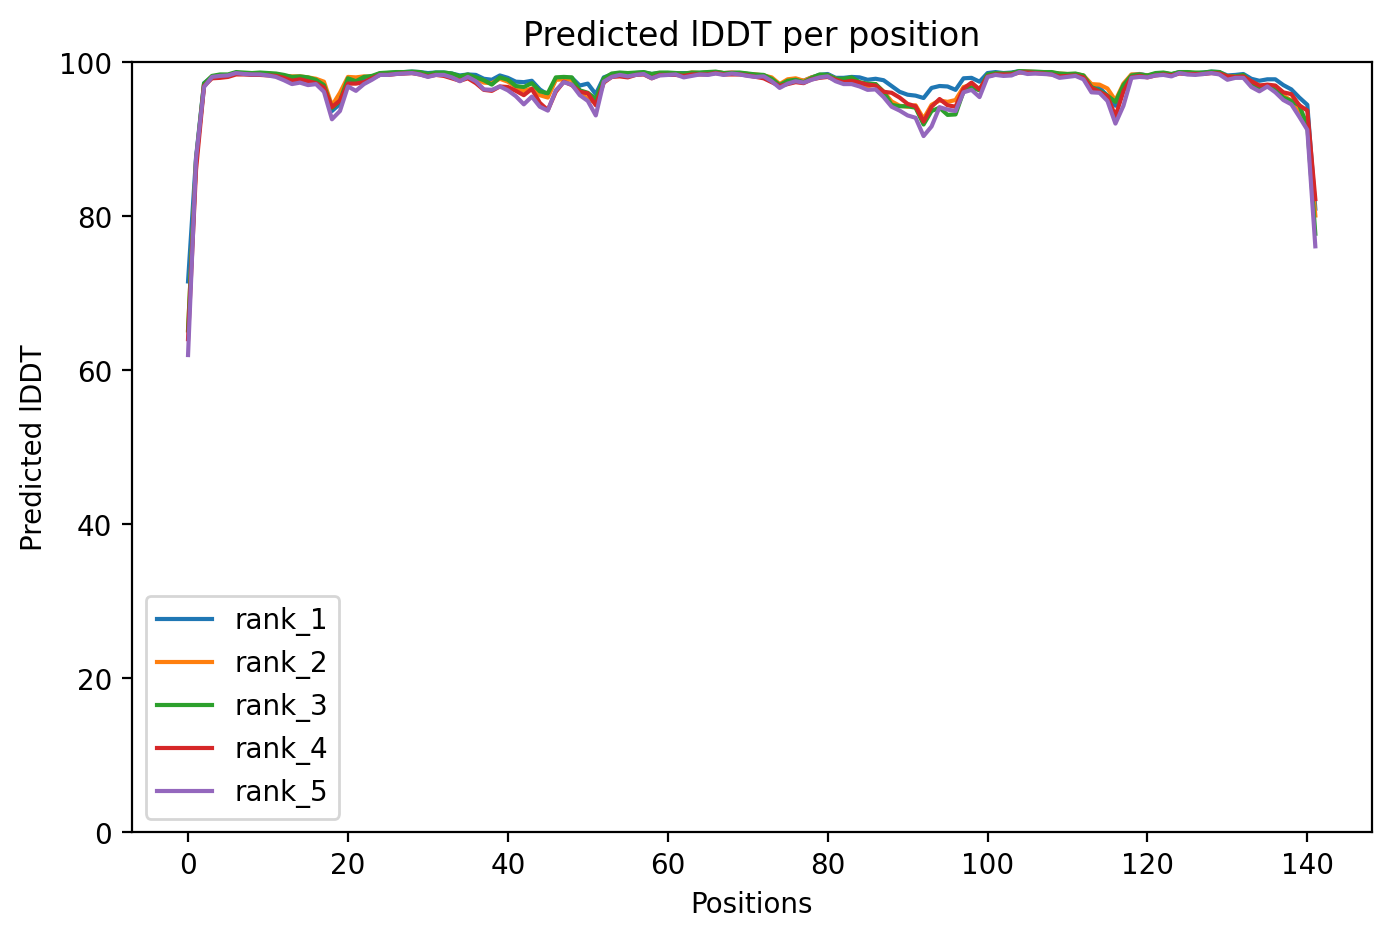 Predicted lDDT per position
100
80
60
40
20
0
Predicted lDDT
rank_1
rank_2
rank_3
rank_4
rank_5
0 20 40 60 80 100 120 140
Positions